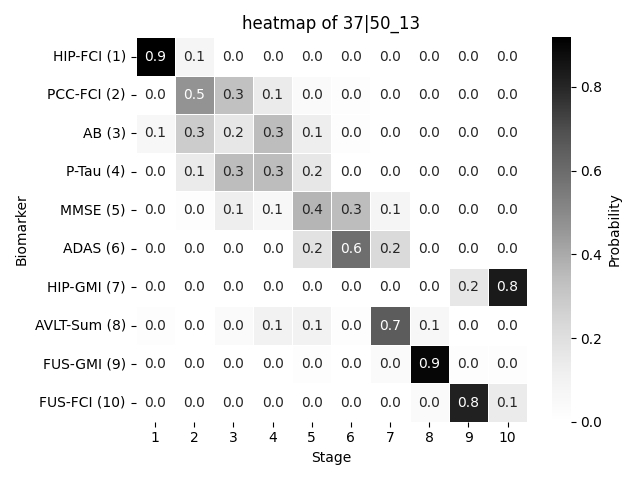 heatmap of 37|50_13
HIP-FCI (1) 0.9 0.1 0.0 0.0 0.0 0.0 0.0 0.0 0.0 0.0
PCC-FCI (2) 0.0 0.5 0.3 0.1 0.0 0.0 0.0 0.0 0.0 0.0
AB (3) 0.1 0.3 0.2 0.3 0.1 0.0 0.0 0.0 0.0 0.0
P-Tau (4) 0.0 0.1 0.3 0.3 0.2 0.0 0.0 0.0 0.0 0.0
MMSE (5) 0.0 0.0 0.1 0.1 0.4 0.3 0.1 0.0 0.0 0.0
ADAS (6) 0.0 0.0 0.0 0.0 0.2 0.6 0.2 0.0 0.0 0.0
HIP-GMI (7) 0.0 0.0 0.0 0.0 0.0 0.0 0.0 0.0 0.2 0.8
AVLT-Sum (8) 0.0 0.0 0.0 0.1 0.1 0.0 0.7 0.1 0.0 0.0
FUS-GMI (9) 0.0 0.0 0.0 0.0 0.0 0.0 0.0 0.9 0.0 0.0
FUS-FCI (10) 0.0 0.0 0.0 0.0 0.0 0.0 0.0 0.0 0.8 0.1
1 2 3 4 5 6 7 8 9 10
Stage
Biomarker
0.8
0.6
0.4
0.2
0.0
Probability